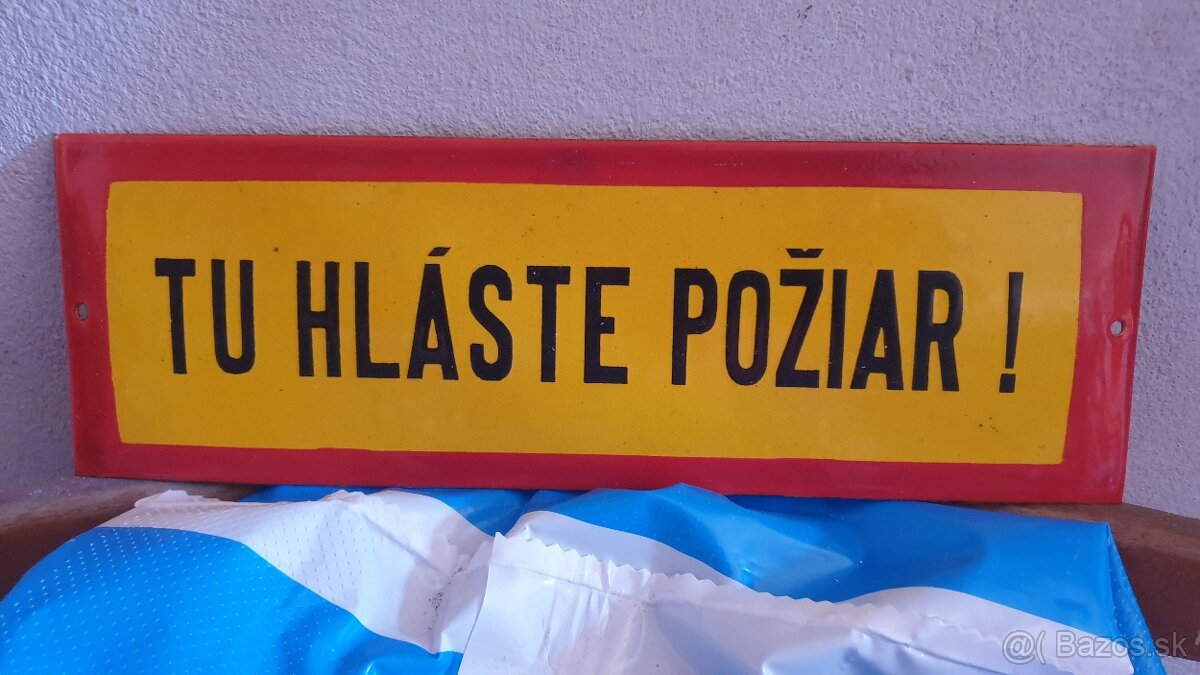 TU HLÁSTE POŽIAR !
@( Bazos.sk